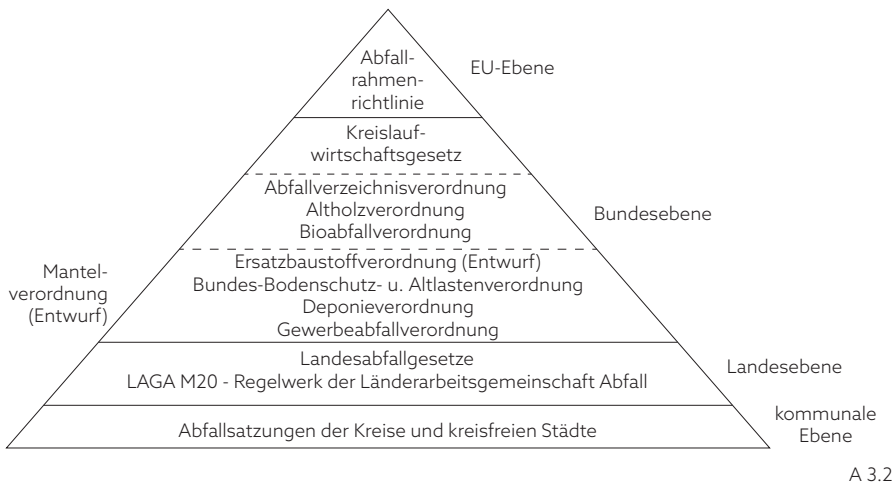 Abfall-
rahmen-
richtlinie
EU-Ebene
Kreislauf-
wirtschaftsgesetz
Abfallverzeichnisverordnung
Altholzverordnung
Bioabfallverordnung
Bundesebene
Mantel-
verordnung
(Entwurf)
Ersatzbaustoffverordnung (Entwurf)
Bundes-Bodenschutz- u. Altlastenverordnung
Deponieverordnung
Gewerbeabfallverordnung
Landesabfallgesetze
LAGA M20 - Regelwerk der Länderarbeitsgemeinschaft Abfall
Landesebene
Abfallsatzungen der Kreise und kreisfreien Städte
kommunale
Ebene
A 3.2